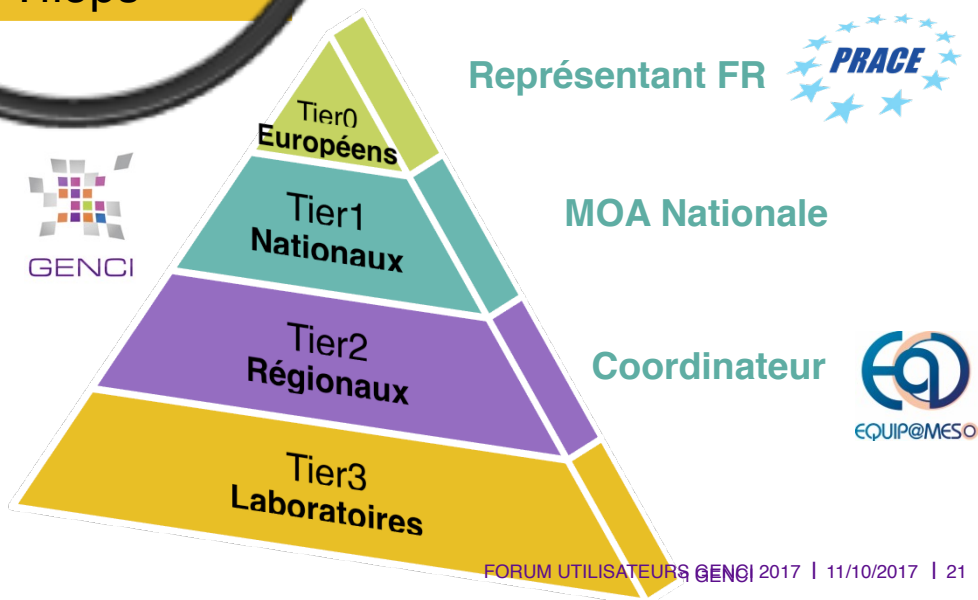 Représentant FR
PRACE
Tier0
Européens
GENCI
Tier1
Nationaux
MOA Nationale
Tier2
Régionaux
Coordinateur
EQUIP@MESO
Tier3
Laboratoires
FORUM UTILISATEURS GENCI 2017 | 11/10/2017 | 21